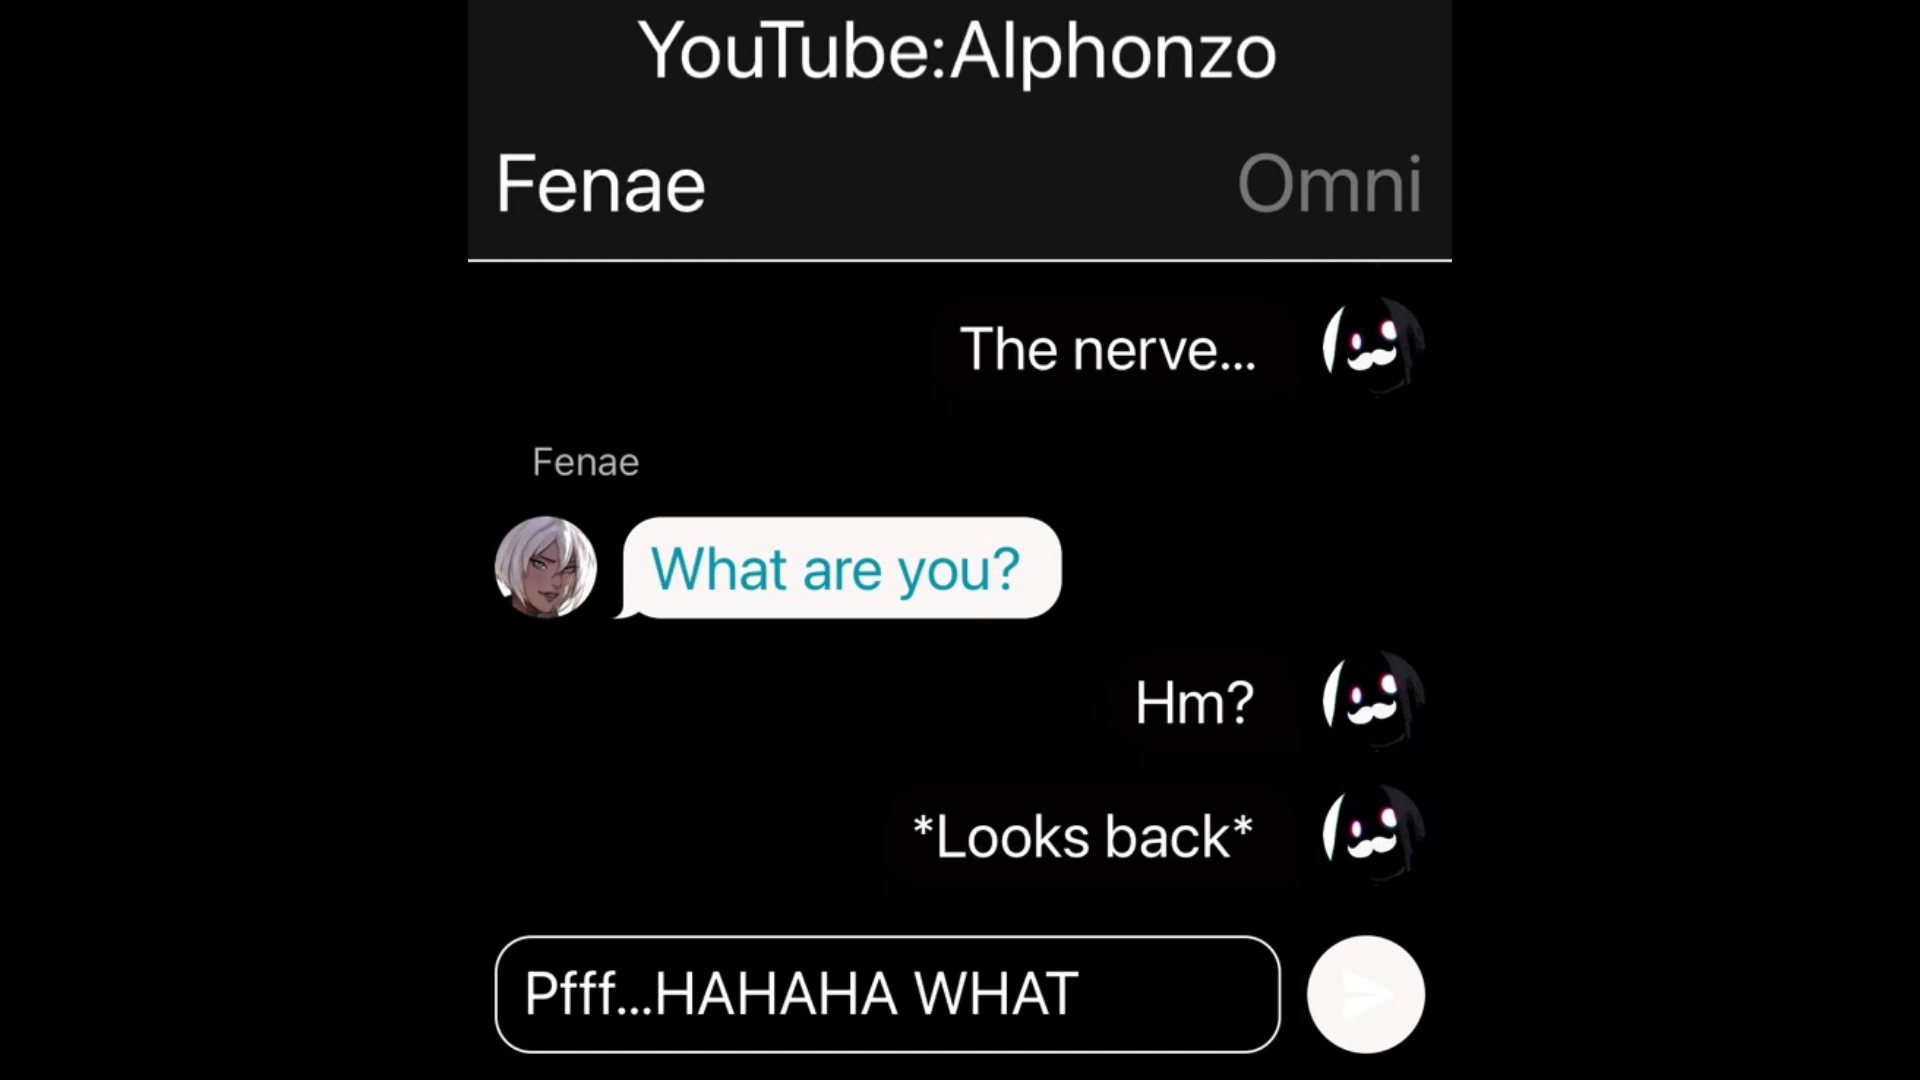 YouTube:Alphonzo
Fenae Omni
The nerve...
Fenae
What are you?
Hm?
*Looks back*
Pfff...HAHAHA WHAT